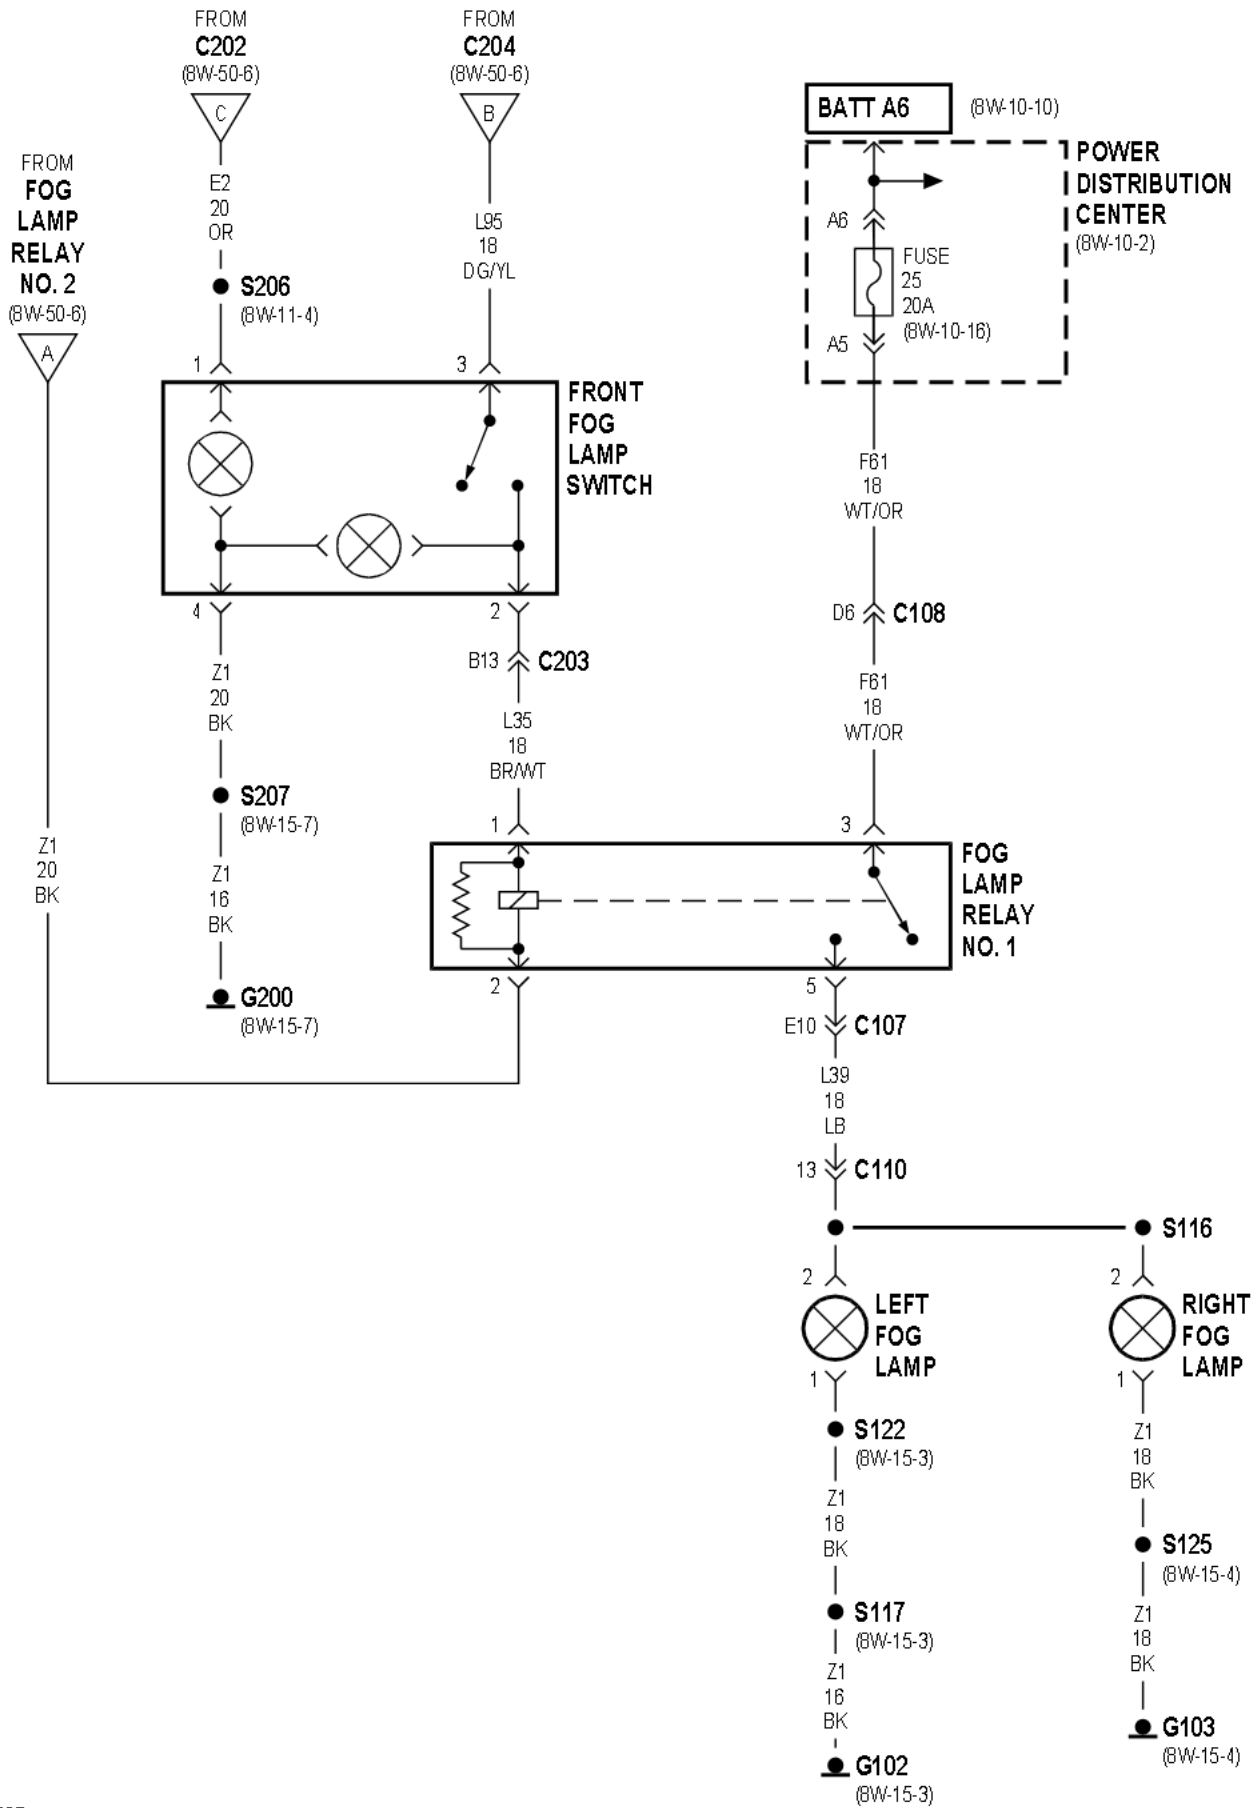 FROM
C202
(8W-50-6)
C
E2
20
OR
S206
(8W-11-4)
1
FROM
C204
(8W-50-6)
B
L95
18
DG/YL
3
FROM
FOG
LAMP
RELAY
NO. 2
(8W-50-6)
A
Z1
20
BK
BATT A6
(8W-10-10)
POWER
DISTRIBUTION
CENTER
(8W-10-2)
A6
FUSE
25
20A
(8W-10-16)
A5
F61
18
WT/OR
D6
C108
F61
18
WT/OR
3
FRONT
FOG
LAMP
SWITCH
4
Z1
20
BK
S207
(8W-15-7)
Z1
16
BK
G200
(8W-15-7)
2
B13
C203
L35
18
BR/WT
1
FOG
LAMP
RELAY
NO. 1
2
5
E10
C107
L39
18
LB
13
C110
S116
2
LEFT
FOG
LAMP
1
S122
(8W-15-3)
Z1
18
BK
S117
(8W-15-3)
Z1
16
BK
G102
(8W-15-3)
2
RIGHT
FOG
LAMP
1
Z1
18
BK
S125
(8W-15-4)
Z1
18
BK
G103
(8W-15-4)